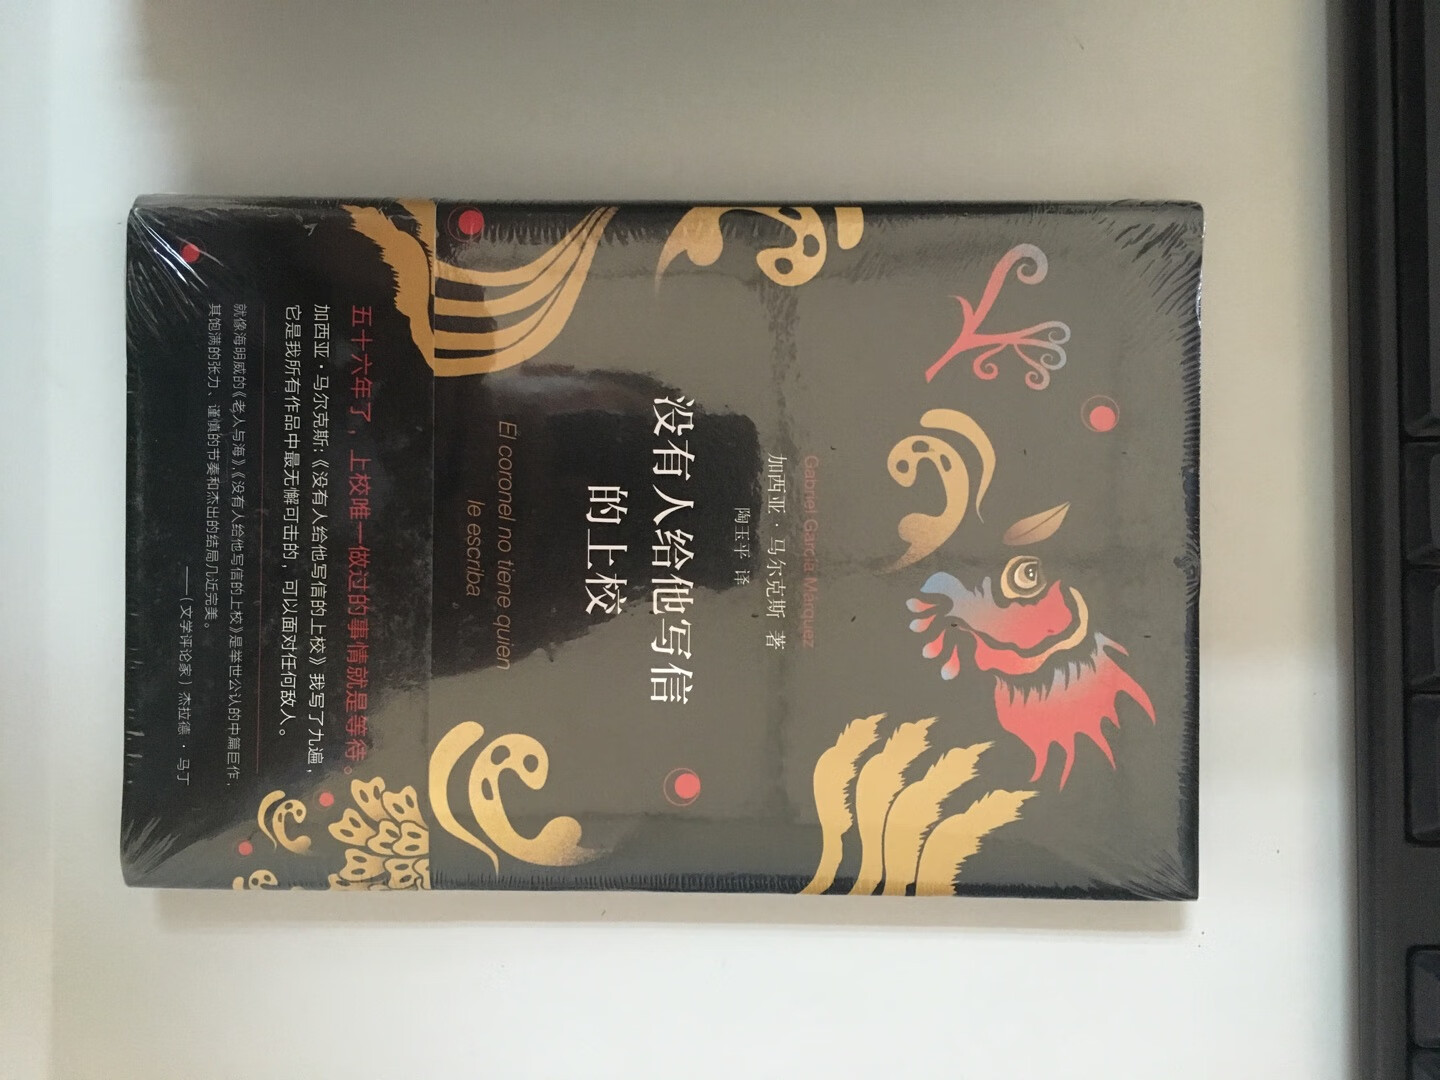 Gabriel García Márquez
加西亚·马尔克斯 著
陶玉平 译
没有人给他写信
的上校
El coronel no tiene quien
le escriba
五十六年了，上校唯一做过的事情就是等待。
加西亚·马尔克斯:《没有人给他写信的上校》我写了九遍，
它是我所有作品中最无懈可击的，可以面对任何敌人。
就像海明威的《老人与海》,《没有人给他写信的上校》是举世公认的中篇巨作,
其饱满的张力、谨慎的节奏和杰出的结局几近完美。
——（文学评论家）杰拉德·马丁